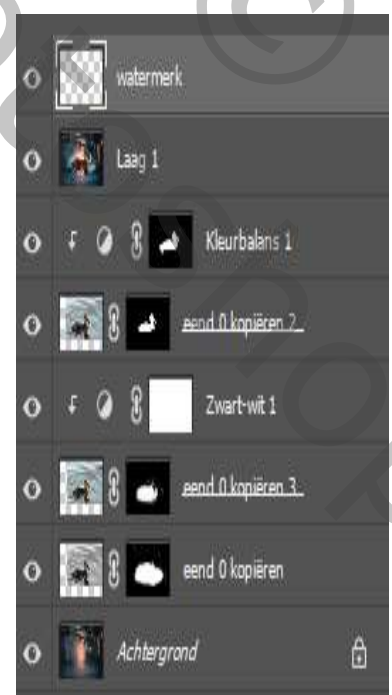 watermerk
Laag 1
Kleurbalans 1
eend 0 kopiëren 2
Zwart-wit 1
eend 0 kopiëren 3
eend 0 kopiëren
Achtergrond